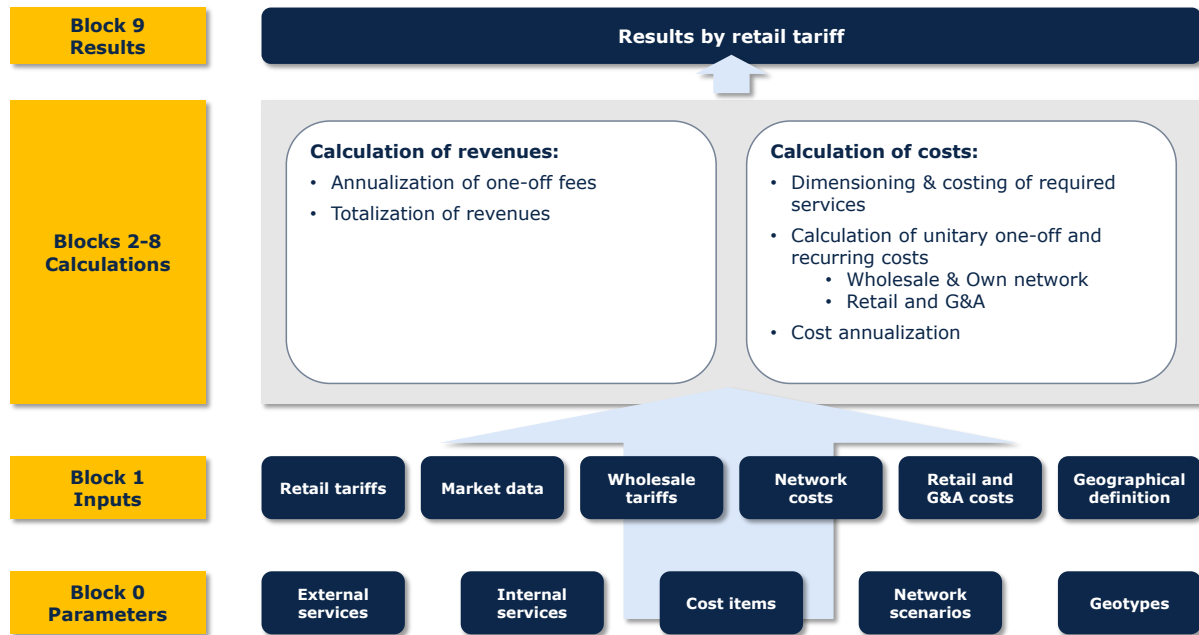 Block 9
Results
Results by retail tariff
Blocks 2-8
Calculations
Calculation of revenues:
• Annualization of one-off fees
• Totalization of revenues
Calculation of costs:
• Dimensioning & costing of required
services
• Calculation of unitary one-off and
recurring costs
• Wholesale & Own network
• Retail and G&A
• Cost annualization
Block 1
Inputs
Retail tariffs
Market data
Wholesale
tariffs
Network
costs
Retail and
G&A costs
Geographical
definition
Block 0
Parameters
External
services
Internal
services
Cost items
Network
scenarios
Geotypes